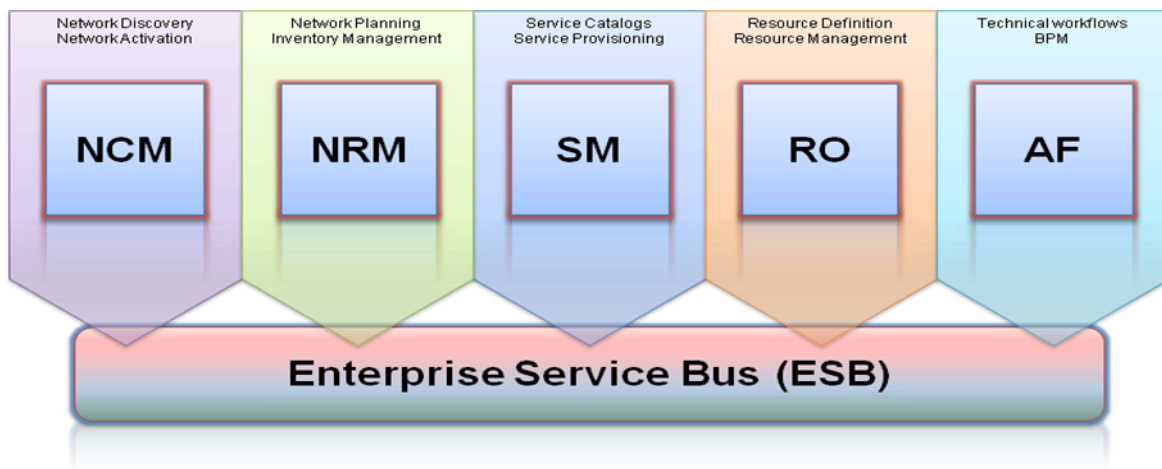 Network Discovery
Network Activation
Network Planning
Inventory Management
Service Catalogs
Service Provisioning
Resource Definition
Resource Management
Technical workflows
BPM
NCM
NRM
SM
RO
AF
Enterprise Service Bus (ESB)